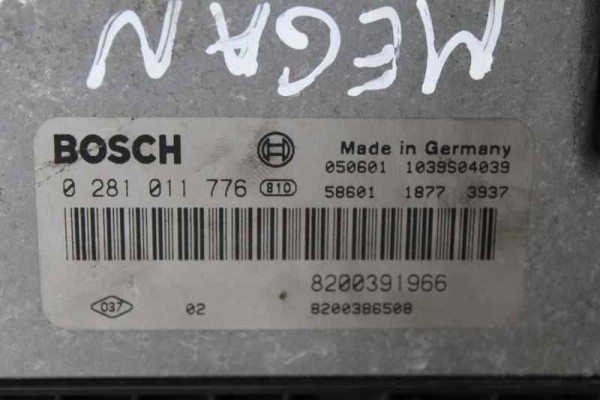 MEGAN
BOSCH
Made in Germany
050601 1039S04039
0 281 011 776 810 58601 1877 3937
8200391966
037 02 8200386508